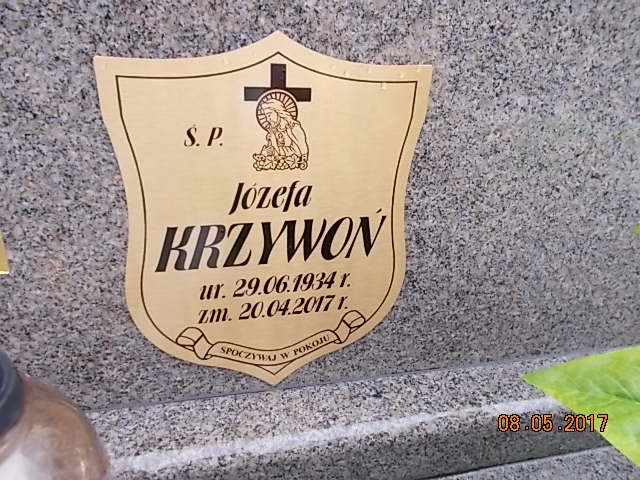 Ś. P.
Józefa
KRZYWOŃ
ur. 29.06.1934 r.
zm. 20.04.2017 r.
SPOCZYWAJ W POKOJU
08.05.2017